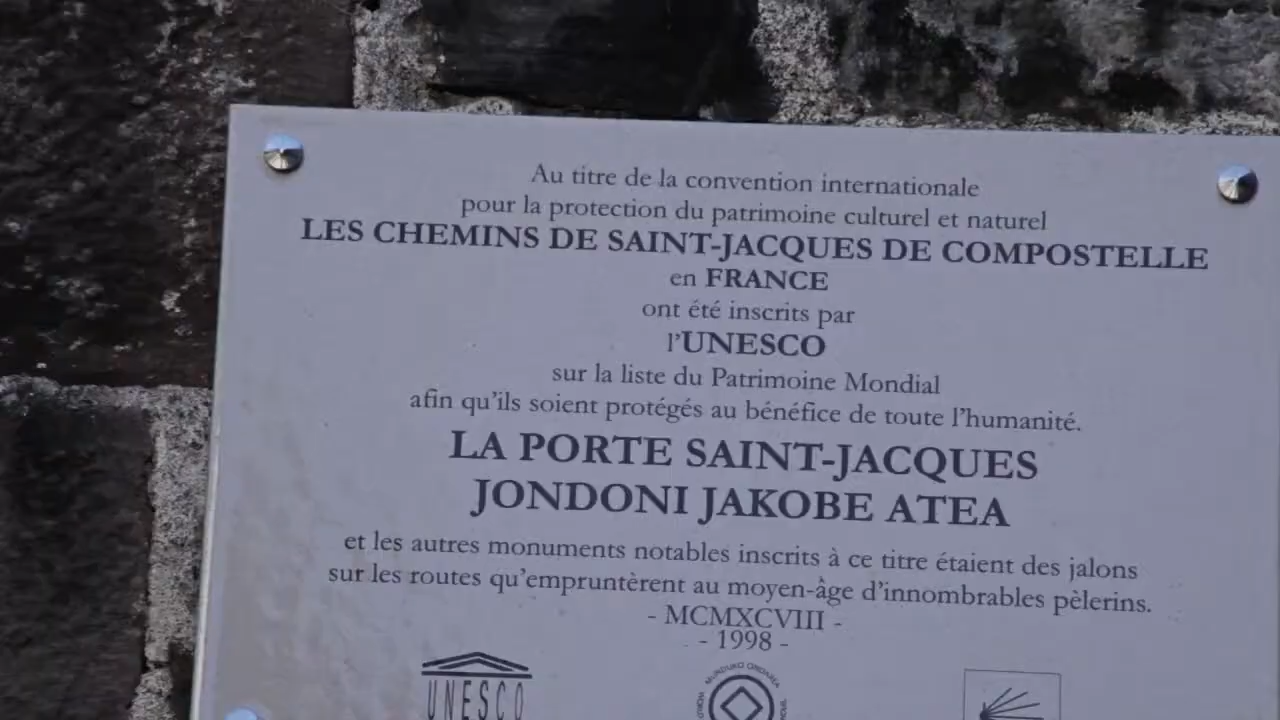 Au titre de la convention internationale
pour la protection du patrimoine culturel et naturel
LES CHEMINS DE SAINT-JACQUES DE COMPOSTELLE
en FRANCE
ont été inscrits par
l'UNESCO
sur la liste du Patrimoine Mondial
afin qu'ils soient protégés au bénéfice de toute l'humanité.
LA PORTE SAINT-JACQUES
JONDONI JAKOBE ATEA
et les autres monuments notables inscrits à ce titre étaient des jalons
sur les routes qu'empruntèrent au moyen-âge d'innombrables pèlerins.
- MCMXCVIII -
- 1998 -
UNESCO
WORLD MUNDUKO ONDAREA